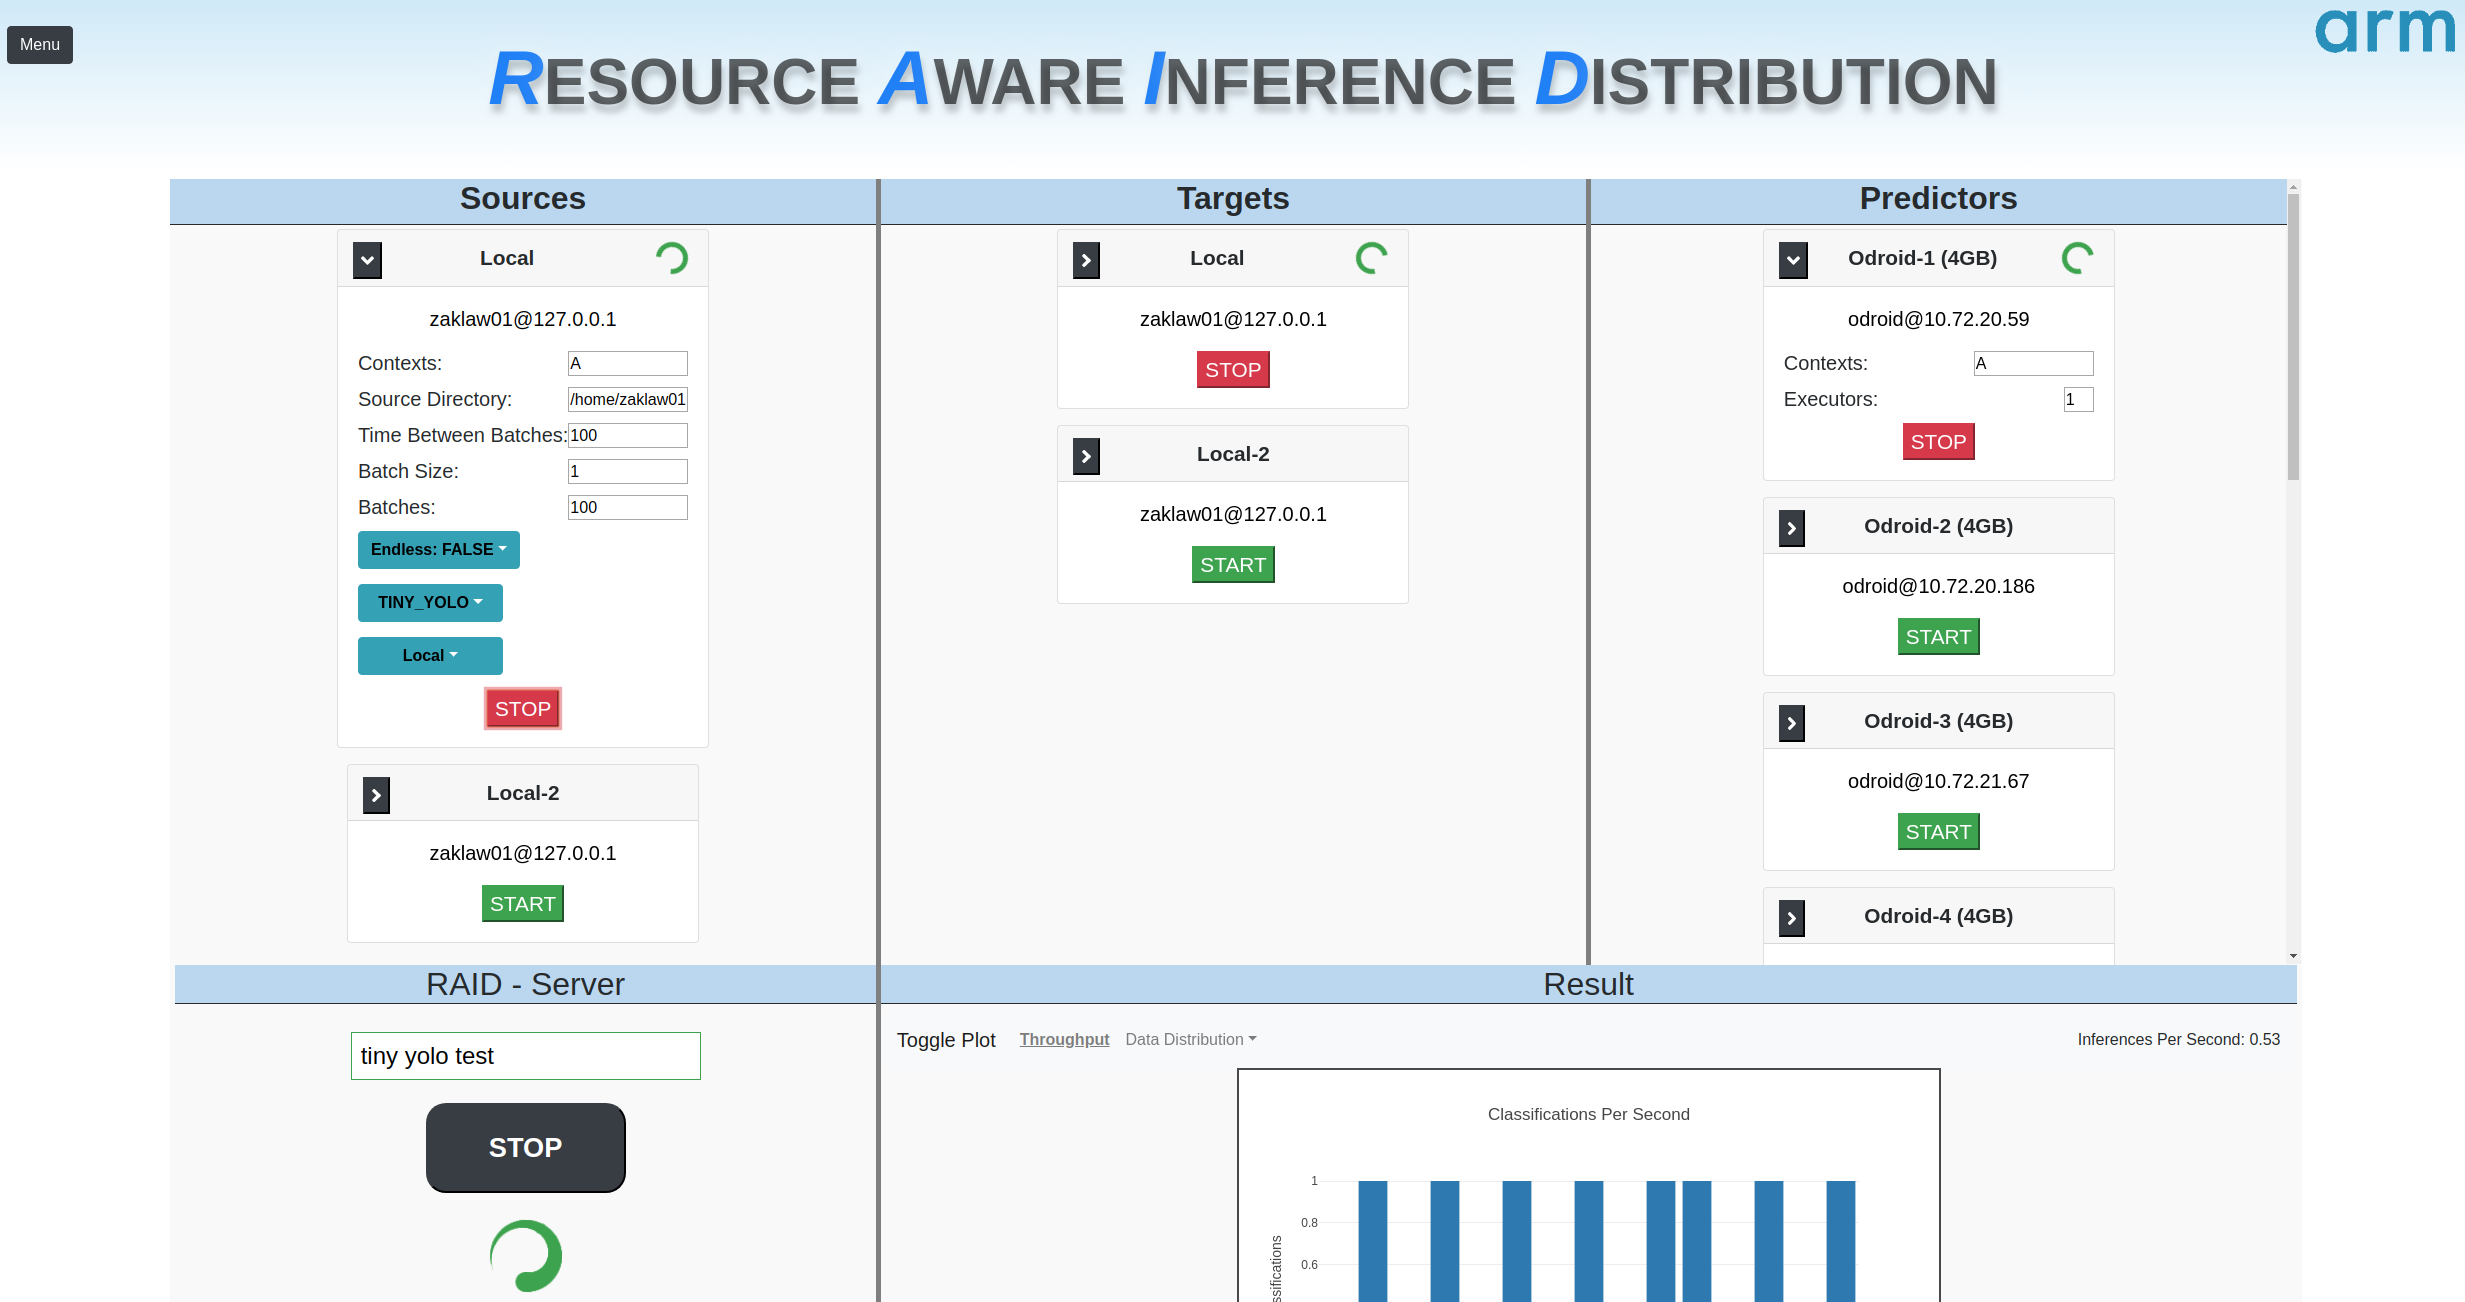 Menu
RESOURCE AWARE INFERENCE DISTRIBUTION
arm
Sources
Local
zaklaw01@127.0.0.1
Contexts: A
Source Directory: /home/zaklaw01
Time Between Batches: 100
Batch Size: 1
Batches: 100
Endless: FALSE
TINY_YOLO
Local
STOP
Local-2
zaklaw01@127.0.0.1
START
Targets
Local
zaklaw01@127.0.0.1
STOP
Local-2
zaklaw01@127.0.0.1
START
Predictors
Odroid-1 (4GB)
odroid@10.72.20.59
Contexts: A
Executors: 1
STOP
Odroid-2 (4GB)
odroid@10.72.20.186
START
Odroid-3 (4GB)
odroid@10.72.21.67
START
Odroid-4 (4GB)
RAID - Server
tiny yolo test
STOP
Result
Toggle Plot Throughput Data Distribution Inferences Per Second: 0.53
Classifications Per Second
1
0.8
0.6